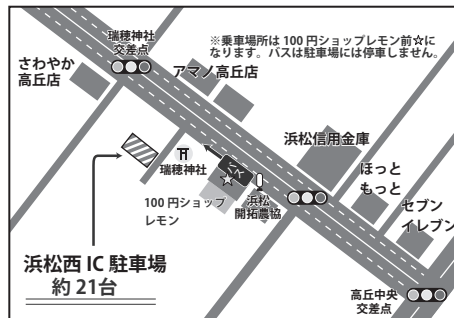 瑞穂神社
交差点
※乗車場所は100円ショップレモン前☆に
なります。バスは駐車場には停車しません。
さわやか
高丘店
アマノ高丘店
浜松信用金庫
瑞穂神社
バス
ほっと
もっと
100円ショップ
レモン
浜松
開拓農協
セブン
イレブン
浜松西IC駐車場
約21台
高丘中央
交差点